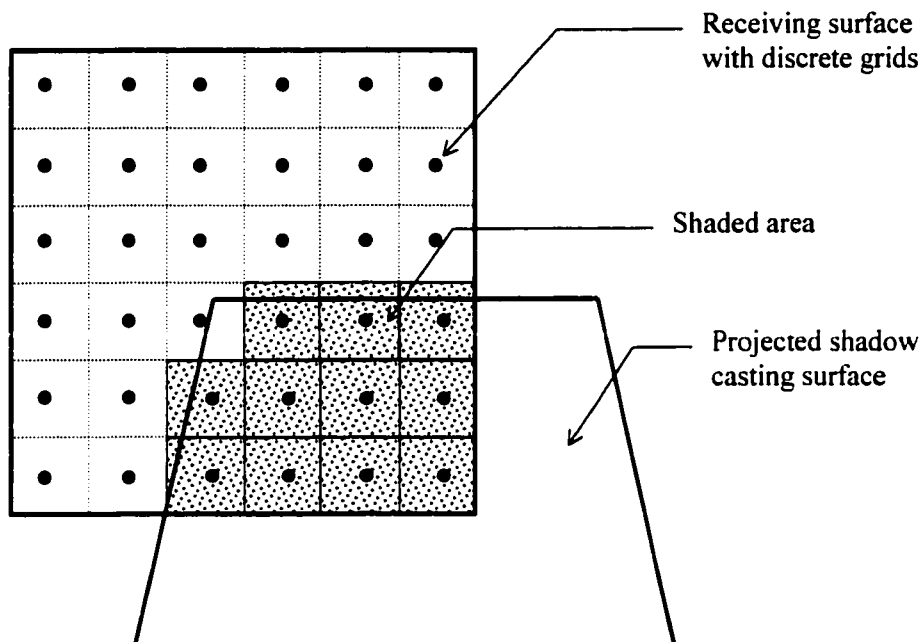 Receiving surface
with discrete grids
Shaded area
Projected shadow
casting surface